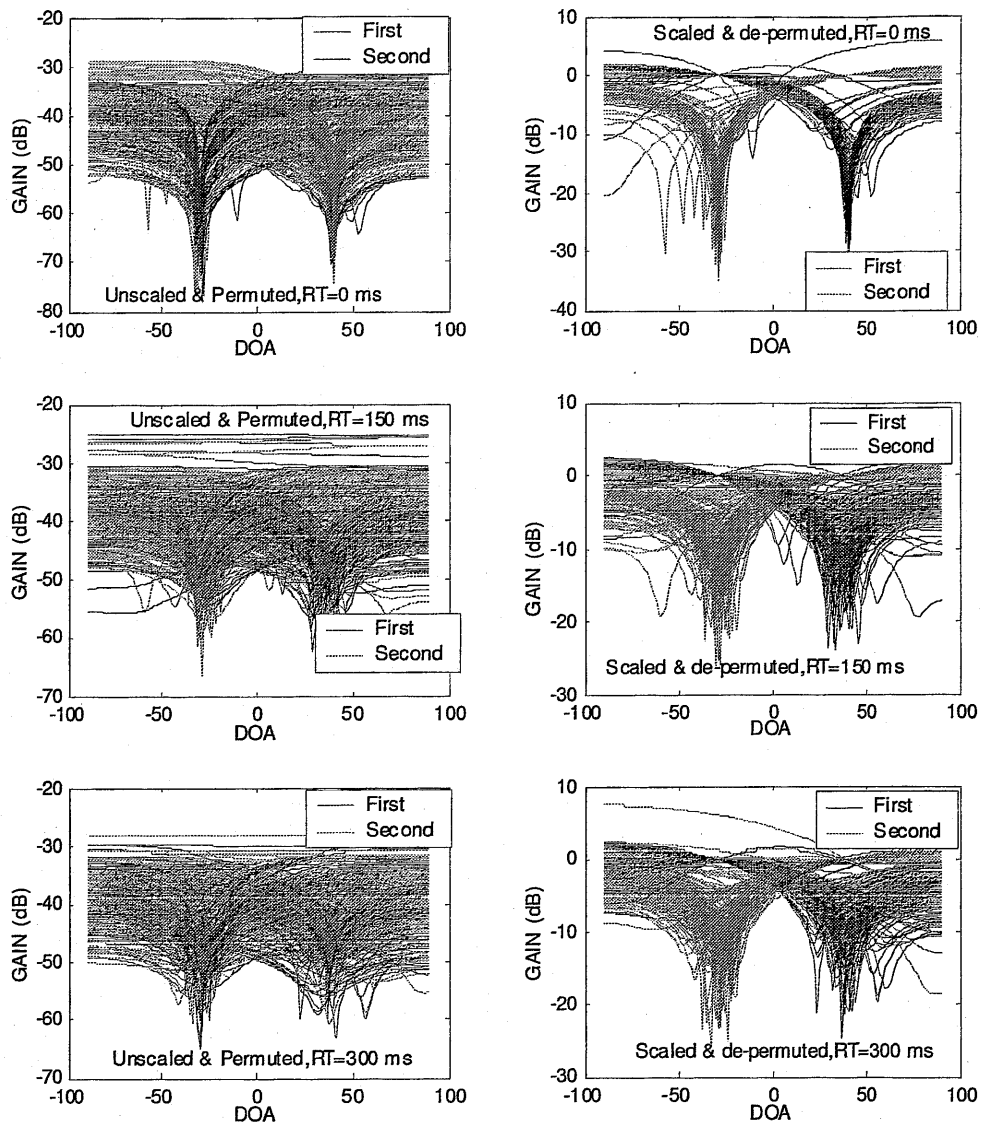 -20
-30
-40
-50
-60
-70
-80
-100
-50
0
50
100
GAIN (dB)
DOA
First
Second
Unscaled & Permuted,RT=0 ms
10
0
-10
-20
-30
-40
-100
-50
0
50
100
GAIN (dB)
DOA
Scaled & de-permuted,RT=0 ms
First
Second
-20
-30
-40
-50
-60
-70
-100
-50
0
50
100
GAIN (dB)
DOA
Unscaled & Permuted,RT=150 ms
First
Second
10
0
-10
-20
-30
-100
-50
0
50
100
GAIN (dB)
DOA
First
Second
Scaled & de-permuted,RT=150 ms
-20
-30
-40
-50
-60
-70
-100
-50
0
50
100
GAIN (dB)
DOA
First
Second
Unscaled & Permuted,RT=300 ms
10
0
-10
-20
-30
-100
-50
0
50
100
GAIN (dB)
DOA
First
Second
Scaled & de-permuted,RT=300 ms